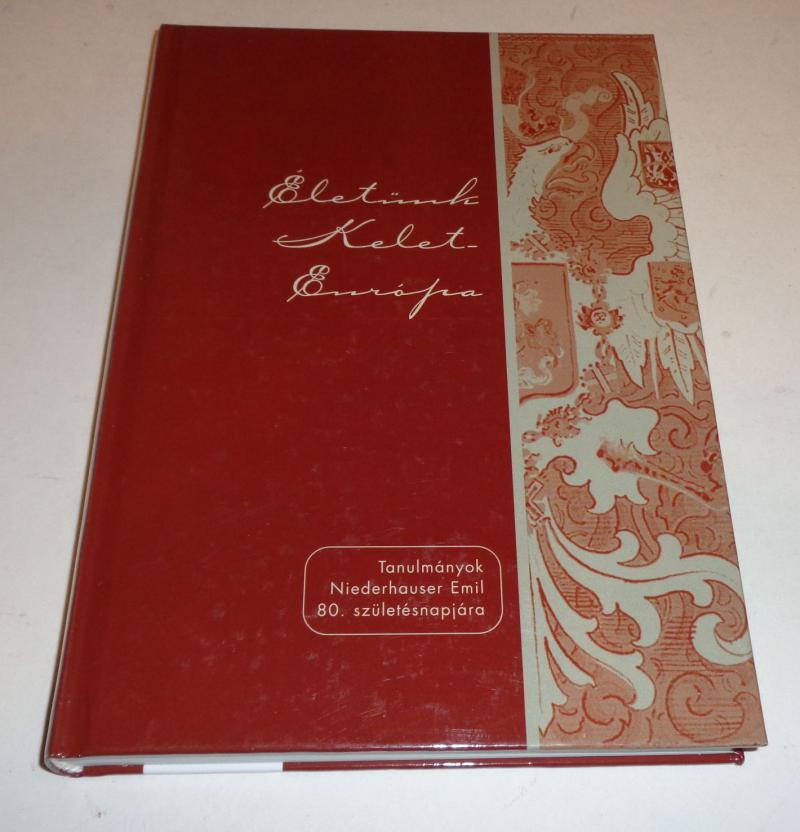 Életünk
Kelet-
Európa
Tanulmányok
Niederhauser Emil
80. születésnapjára